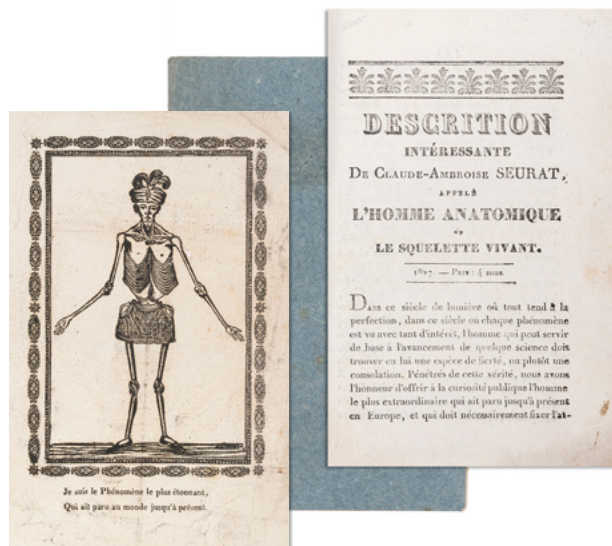 Je suis le Phénomène le plus étonnant,
Qui ait paru au monde jusqu'à présent.
DESCRITION
INTÉRESSANTE
DE CLAUDE-AMBROISE SEURAT,
APPELÉ
L'HOMME ANATOMIQUE
OU
LE SQUELETTE VIVANT.
1827. — PRIX : 4 SOUS.
DANS ce siècle de lumière où tout tend à la
perfection, dans ce siècle où chaque phénomène
est vu avec tant d'intérêt, l'homme qui peut servir
de base à l'avancement de quelque science doit
trouver en lui une espèce de fierté, ou plutôt une
consolation. Pénétrés de cette vérité, nous avons
l'honneur d'offrir à la curiosité publique l'homme
le plus extraordinaire qui ait paru jusqu'à présent
en Europe, et qui doit nécessairement fixer l'at-